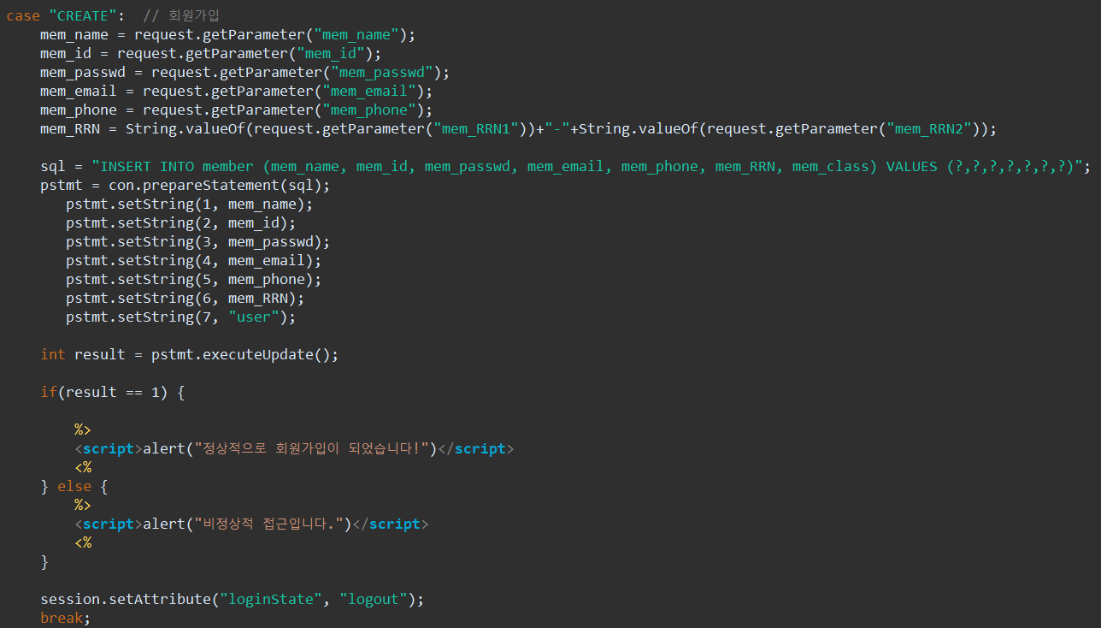 case "CREATE":  // 회원가입
    mem_name = request.getParameter("mem_name");
    mem_id = request.getParameter("mem_id");
    mem_passwd = request.getParameter("mem_passwd");
    mem_email = request.getParameter("mem_email");
    mem_phone = request.getParameter("mem_phone");
    mem_RRN = String.valueOf(request.getParameter("mem_RRN1"))+"-"+String.valueOf(request.getParameter("mem_RRN2"));
    sql = "INSERT INTO member (mem_name, mem_id, mem_passwd, mem_email, mem_phone, mem_RRN, mem_class) VALUES (?,?,?,?,?,?,?)";
    pstmt = con.prepareStatement(sql);
       pstmt.setString(1, mem_name);
       pstmt.setString(2, mem_id);
       pstmt.setString(3, mem_passwd);
       pstmt.setString(4, mem_email);
       pstmt.setString(5, mem_phone);
       pstmt.setString(6, mem_RRN);
       pstmt.setString(7, "user");
    int result = pstmt.executeUpdate();
    if(result == 1) {
        %>
        <script>alert("정상적으로 회원가입이 되었습니다!")</script>
        <%
    } else {
        %>
        <script>alert("비정상적 접근입니다.")</script>
        <%
    }
    session.setAttribute("loginState", "logout");
    break;